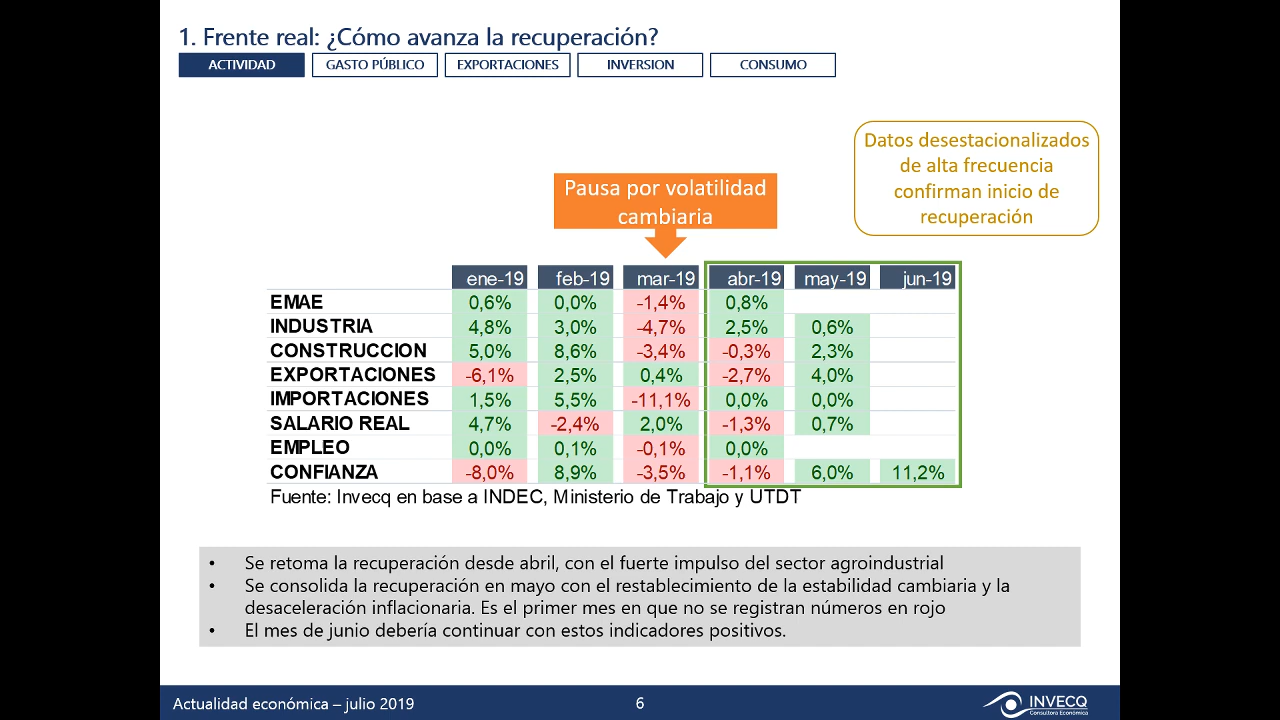 1. Frente real: ¿Cómo avanza la recuperación?
ACTIVIDAD GASTO PÚBLICO EXPORTACIONES INVERSION CONSUMO
Datos desestacionalizados
de alta frecuencia
confirman inicio de
recuperación
Pausa por volatilidad
cambiaria
ene-19 feb-19 mar-19 abr-19 may-19 jun-19
EMAE 0,6% 0,0% -1,4% 0,8%
INDUSTRIA 4,8% 3,0% -4,7% 2,5% 0,6%
CONSTRUCCION 5,0% 8,6% -3,4% -0,3% 2,3%
EXPORTACIONES -6,1% 2,5% 0,4% -2,7% 4,0%
IMPORTACIONES 1,5% 5,5% -11,1% 0,0% 0,0%
SALARIO REAL 4,7% -2,4% 2,0% -1,3% 0,7%
EMPLEO 0,0% 0,1% -0,1% 0,0%
CONFIANZA -8,0% 8,9% -3,5% -1,1% 6,0% 11,2%
Fuente: Invecq en base a INDEC, Ministerio de Trabajo y UTDT
• Se retoma la recuperación desde abril, con el fuerte impulso del sector agroindustrial
• Se consolida la recuperación en mayo con el restablecimiento de la estabilidad cambiaria y la
desaceleración inflacionaria. Es el primer mes en que no se registran números en rojo
• El mes de junio debería continuar con estos indicadores positivos.
Actualidad económica – julio 2019
6
INVECQ
Consultora Económica